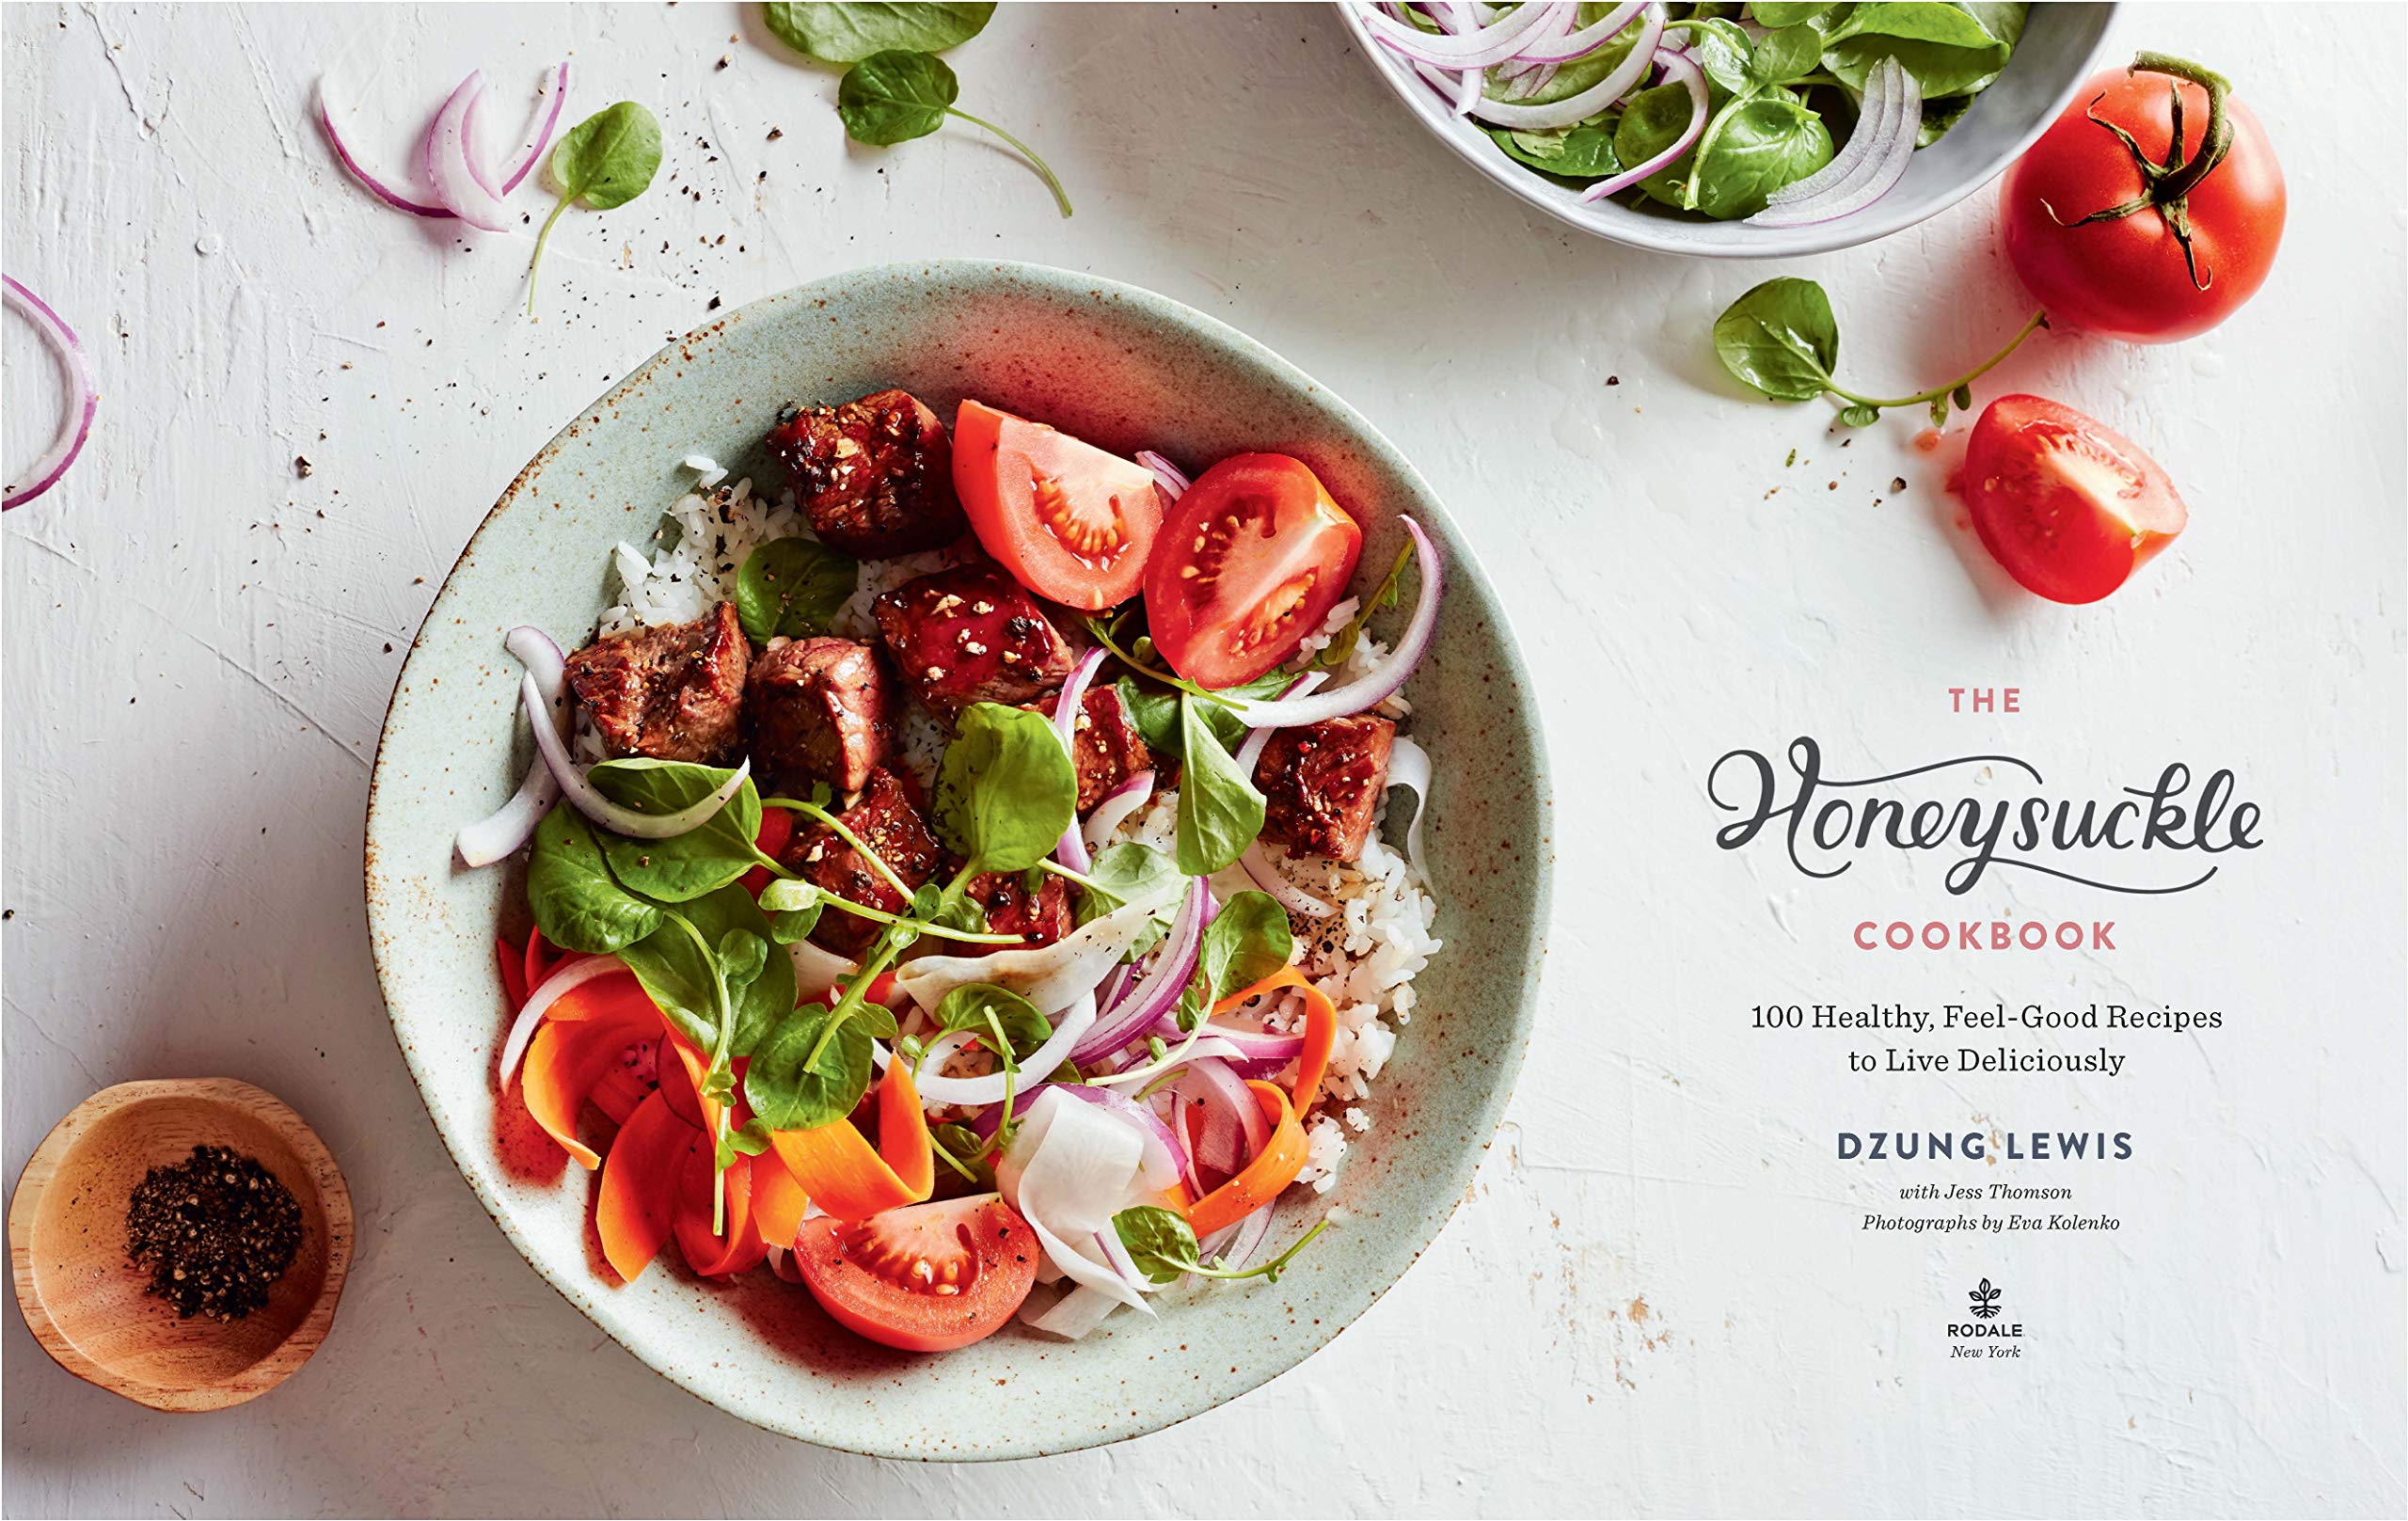 THE
Honeysuckle
COOKBOOK
100 Healthy, Feel-Good Recipes
to Live Deliciously
DZUNG LEWIS
with Jess Thomson
Photographs by Eva Kolenko
RODALE
New York